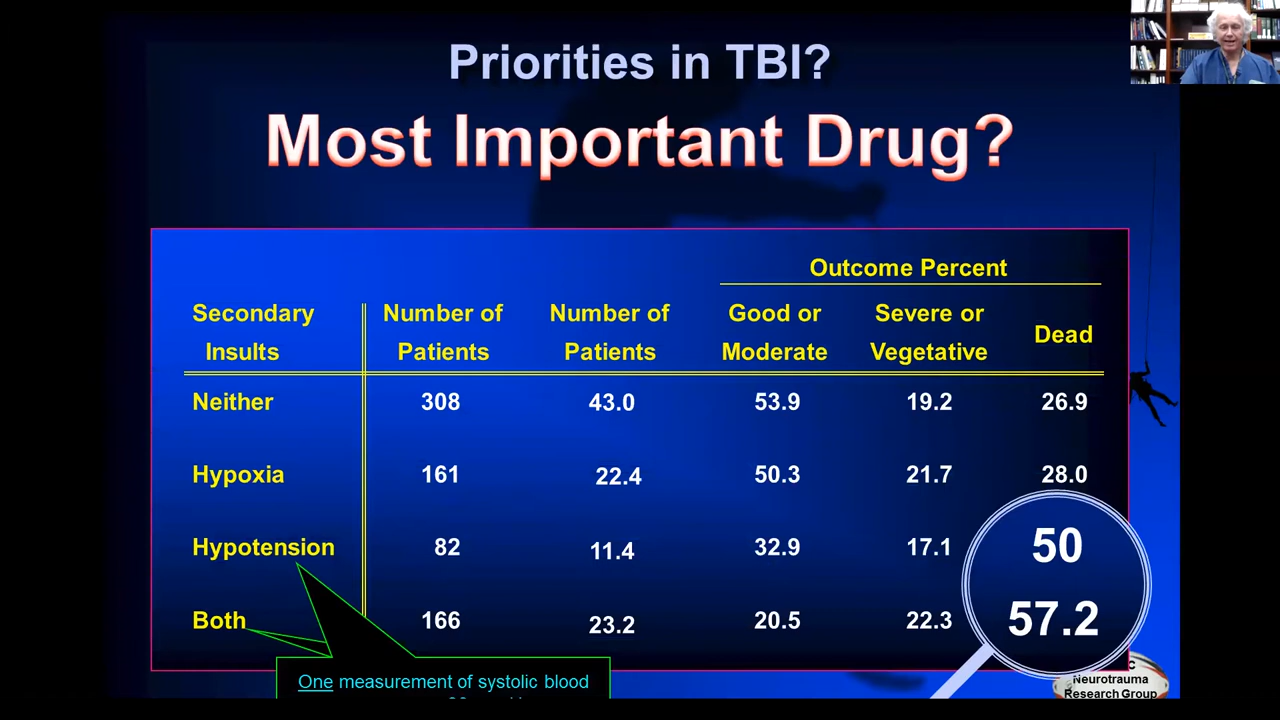 Priorities in TBI?
Most Important Drug?
Outcome Percent
Secondary Insults
Number of Patients
Number of Patients
Good or Moderate
Severe or Vegetative
Dead
Neither 308 43.0 53.9 19.2 26.9
Hypoxia 161 22.4 50.3 21.7 28.0
Hypotension 82 11.4 32.9 17.1 50
Both 166 23.2 20.5 22.3 57.2
One measurement of systolic blood
Neurotrauma
Research Group